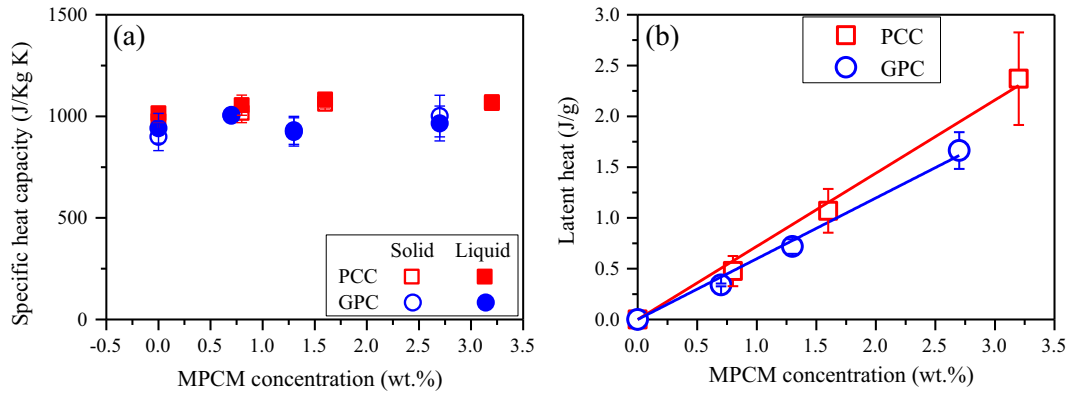 (a)
Specific heat capacity (J/Kg K)
1500
1000
500
0
Solid Liquid
PCC
GPC
-0.5 0.0 0.5 1.0 1.5 2.0 2.5 3.0 3.5
MPCM concentration (wt.%)
(b)
Latent heat (J/g)
3.0
2.5
2.0
1.5
1.0
0.5
0.0
PCC
GPC
0.0 0.5 1.0 1.5 2.0 2.5 3.0 3.5
MPCM concentration (wt.%)